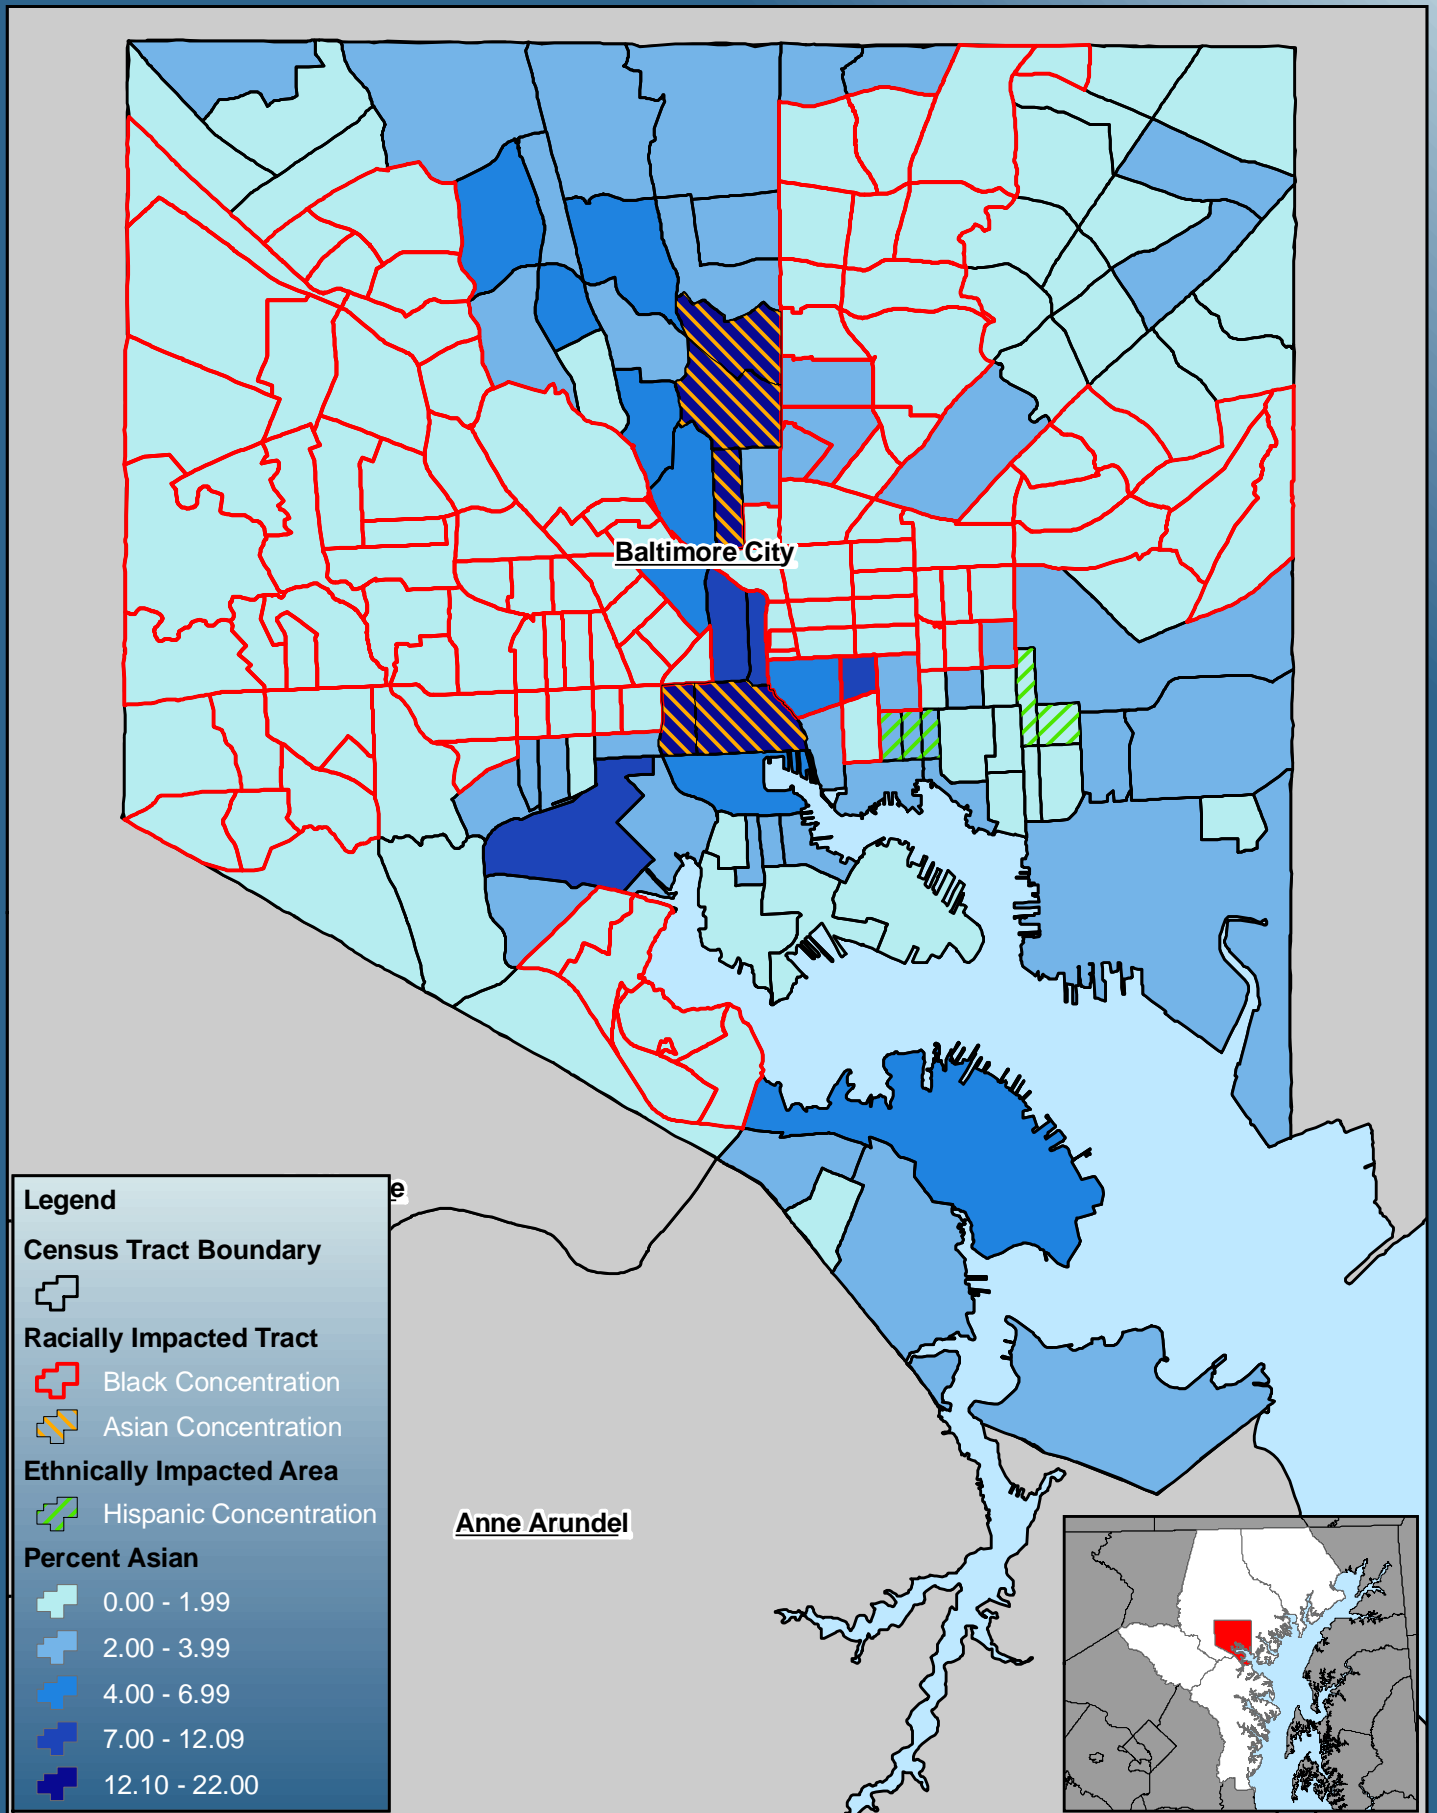 Baltimore City
e
Legend
Census Tract Boundary
Racially Impacted Tract
Black Concentration
Asian Concentration
Ethnically Impacted Area
Hispanic Concentration
Percent Asian
0.00 - 1.99
2.00 - 3.99
4.00 - 6.99
7.00 - 12.09
12.10 - 22.00
Anne Arundel